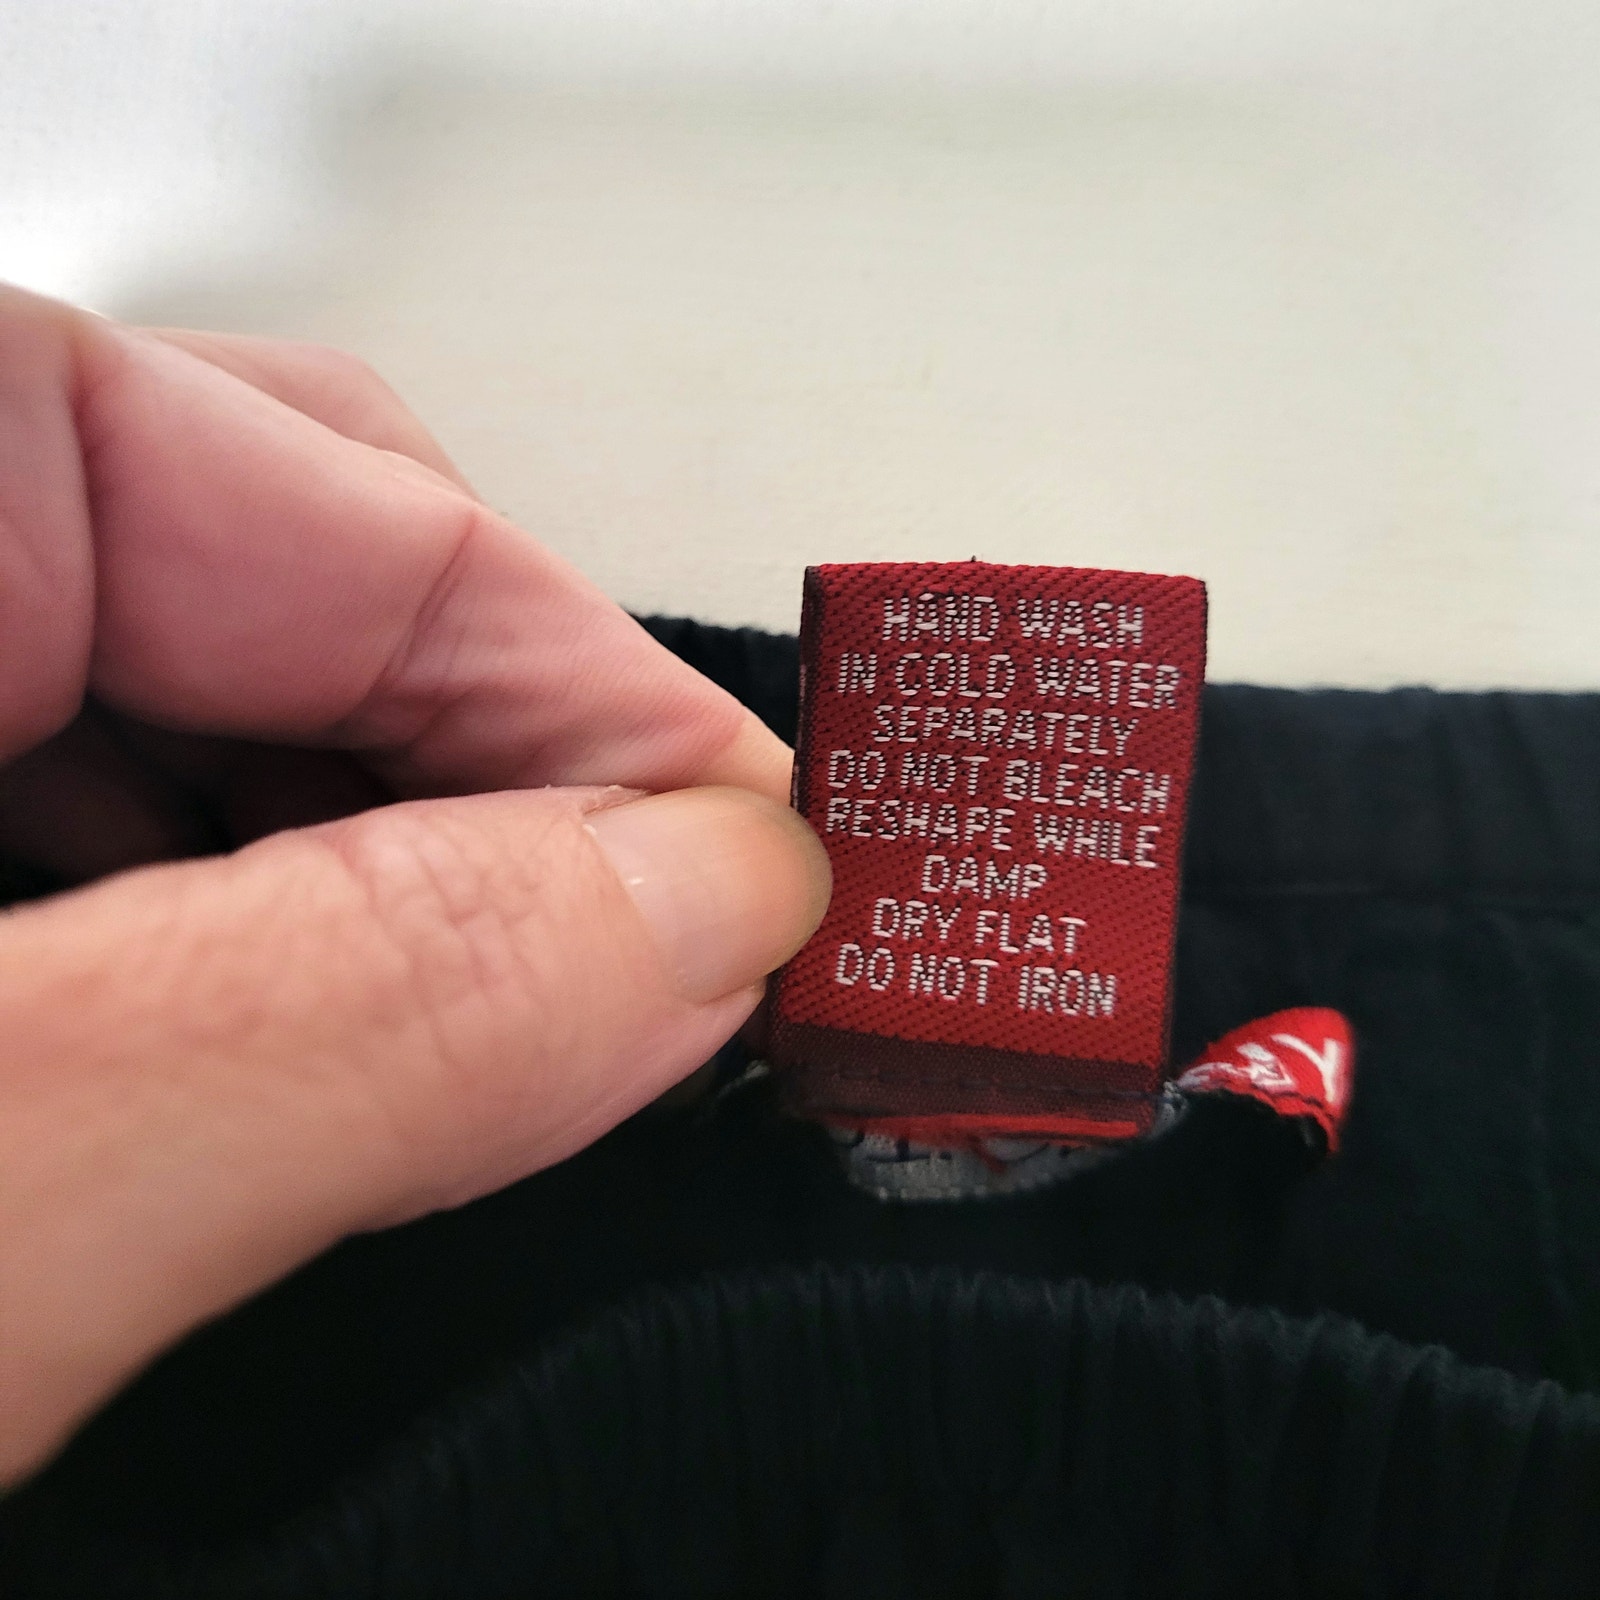 HAND WASH
IN COLD WATER
SEPARATELY
DO NOT BLEACH
RESHAPE WHILE
DAMP
DRY FLAT
DO NOT IRON